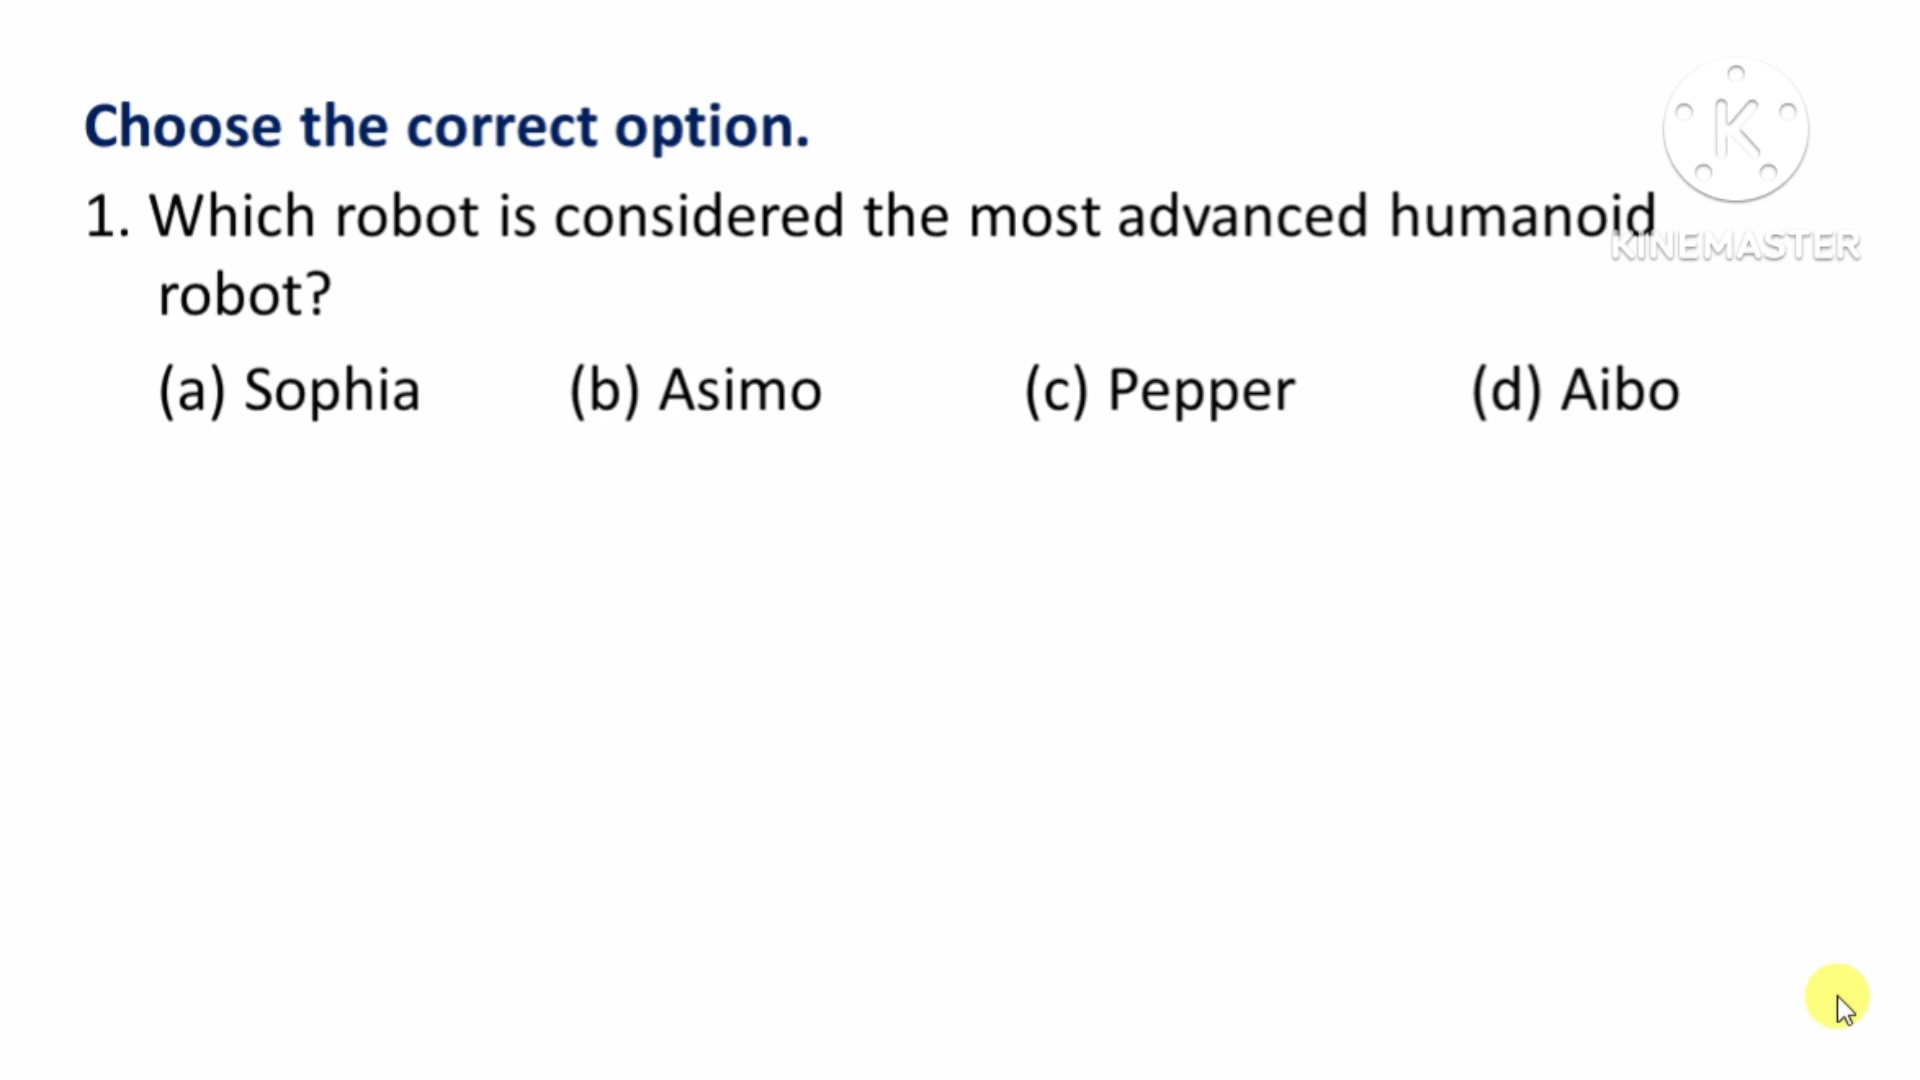 Choose the correct option.
1. Which robot is considered the most advanced humanoid
robot?
(a) Sophia (b) Asimo (c) Pepper (d) Aibo
K
KINEMASTER